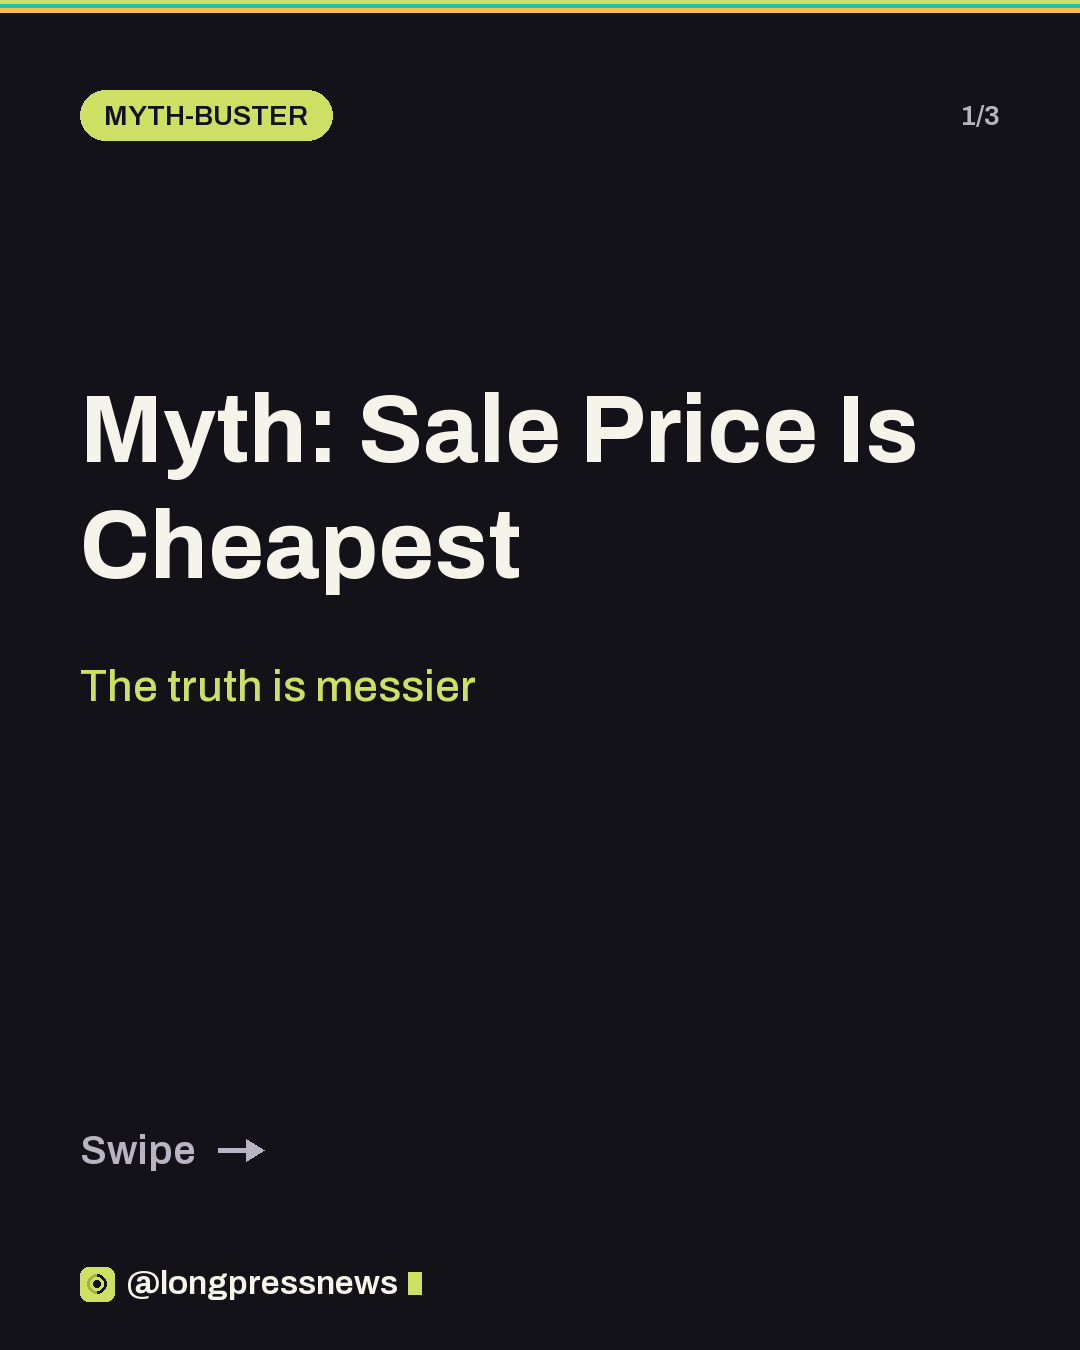 MYTH-BUSTER
1/3
Myth: Sale Price Is
Cheapest
The truth is messier
Swipe →
@longpressnews